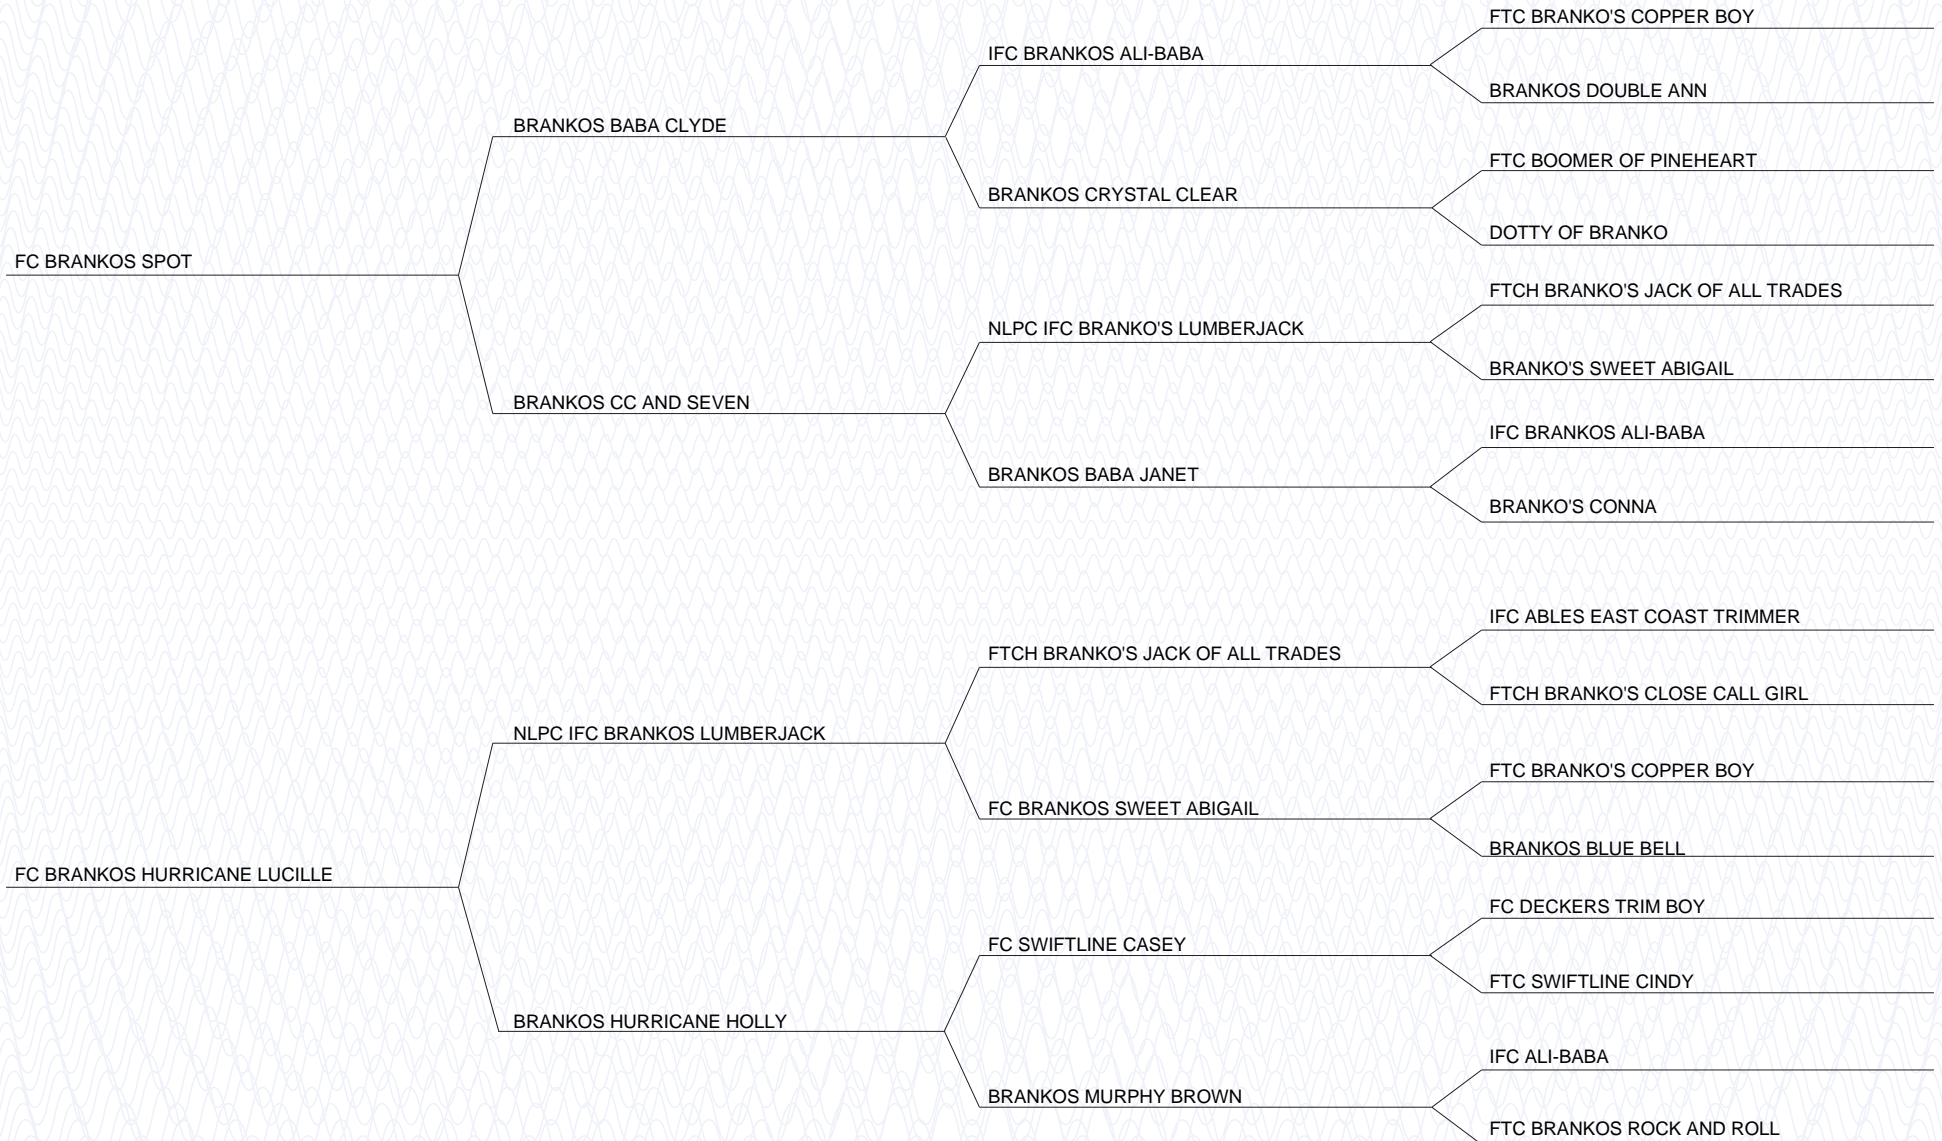 FTC BRANKO'S COPPER BOY
IFC BRANKOS ALI-BABA
BRANKOS DOUBLE ANN
BRANKOS BABA CLYDE
FTC BOOMER OF PINEHEART
BRANKOS CRYSTAL CLEAR
DOTTY OF BRANKO
FC BRANKOS SPOT
FTCH BRANKO'S JACK OF ALL TRADES
NLPC IFC BRANKO'S LUMBERJACK
BRANKO'S SWEET ABIGAIL
BRANKOS CC AND SEVEN
IFC BRANKOS ALI-BABA
BRANKOS BABA JANET
BRANKO'S CONNA
IFC ABLES EAST COAST TRIMMER
FTCH BRANKO'S JACK OF ALL TRADES
FTCH BRANKO'S CLOSE CALL GIRL
NLPC IFC BRANKOS LUMBERJACK
FTC BRANKO'S COPPER BOY
FC BRANKOS SWEET ABIGAIL
BRANKOS BLUE BELL
FC BRANKOS HURRICANE LUCILLE
FC DECKERS TRIM BOY
FC SWIFTLINE CASEY
FTC SWIFTLINE CINDY
BRANKOS HURRICANE HOLLY
IFC ALI-BABA
BRANKOS MURPHY BROWN
FTC BRANKOS ROCK AND ROLL